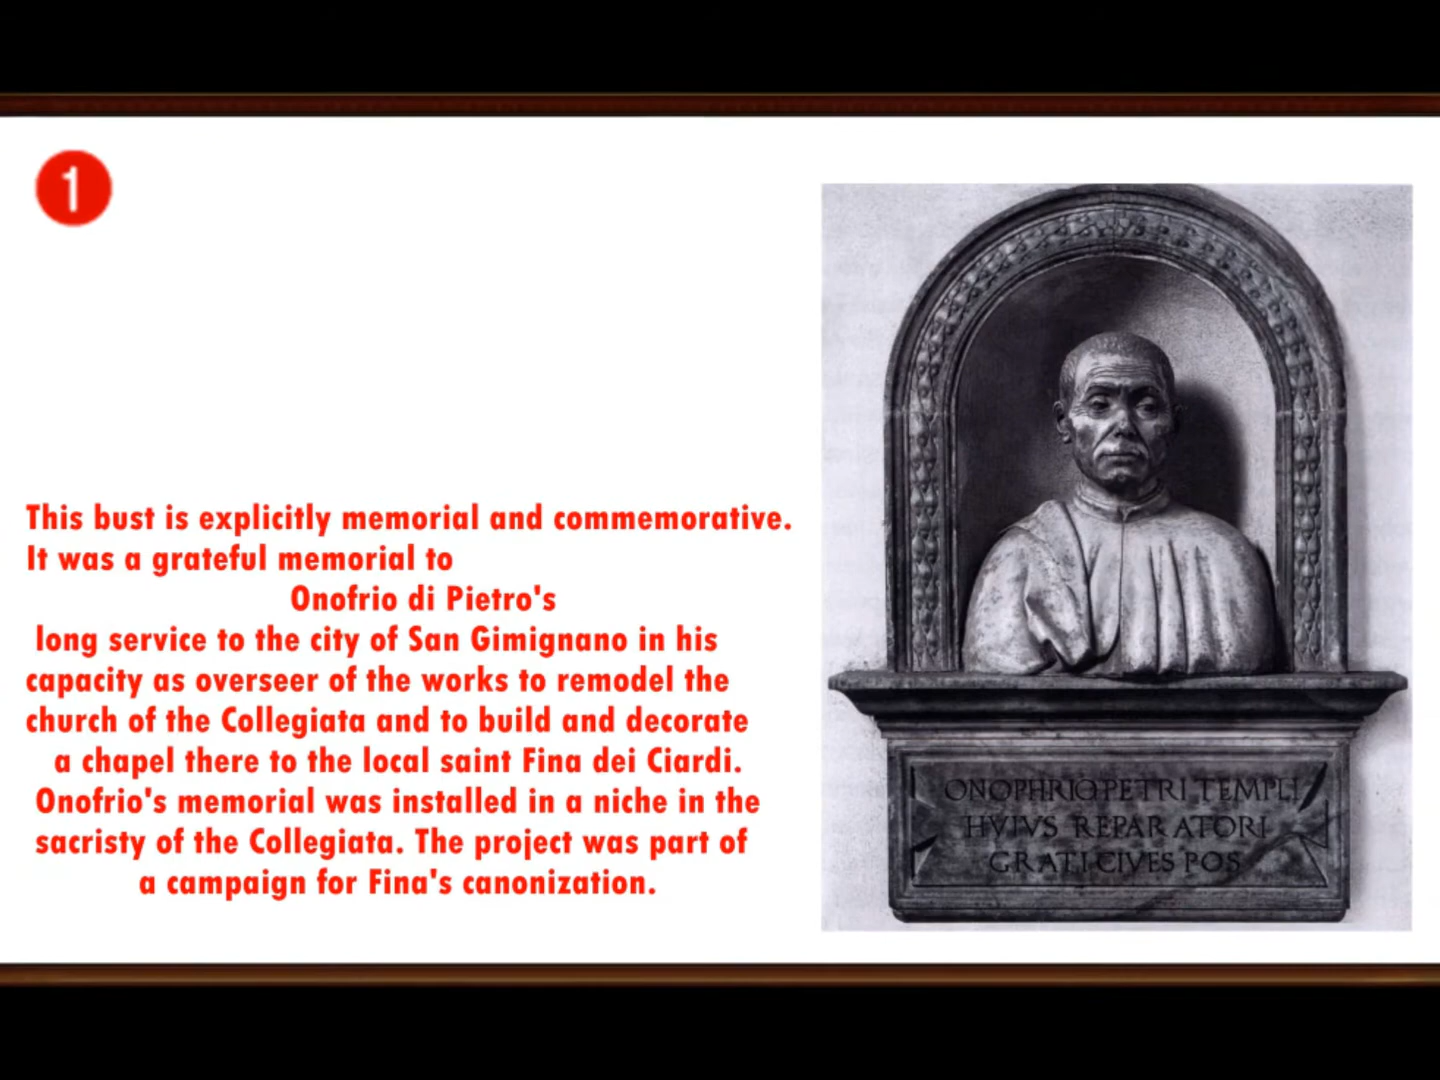 1
This bust is explicitly memorial and commemorative.
It was a grateful memorial to
Onofrio di Pietro's
long service to the city of San Gimignano in his
capacity as overseer of the works to remodel the
church of the Collegiata and to build and decorate
a chapel there to the local saint Fina dei Ciardi.
Onofrio's memorial was installed in a niche in the
sacristy of the Collegiata. The project was part of
a campaign for Fina's canonization.
ONOPHRIO PETRI TEMPLI
HVIVS REPARATORI
GRATI CIVES POS